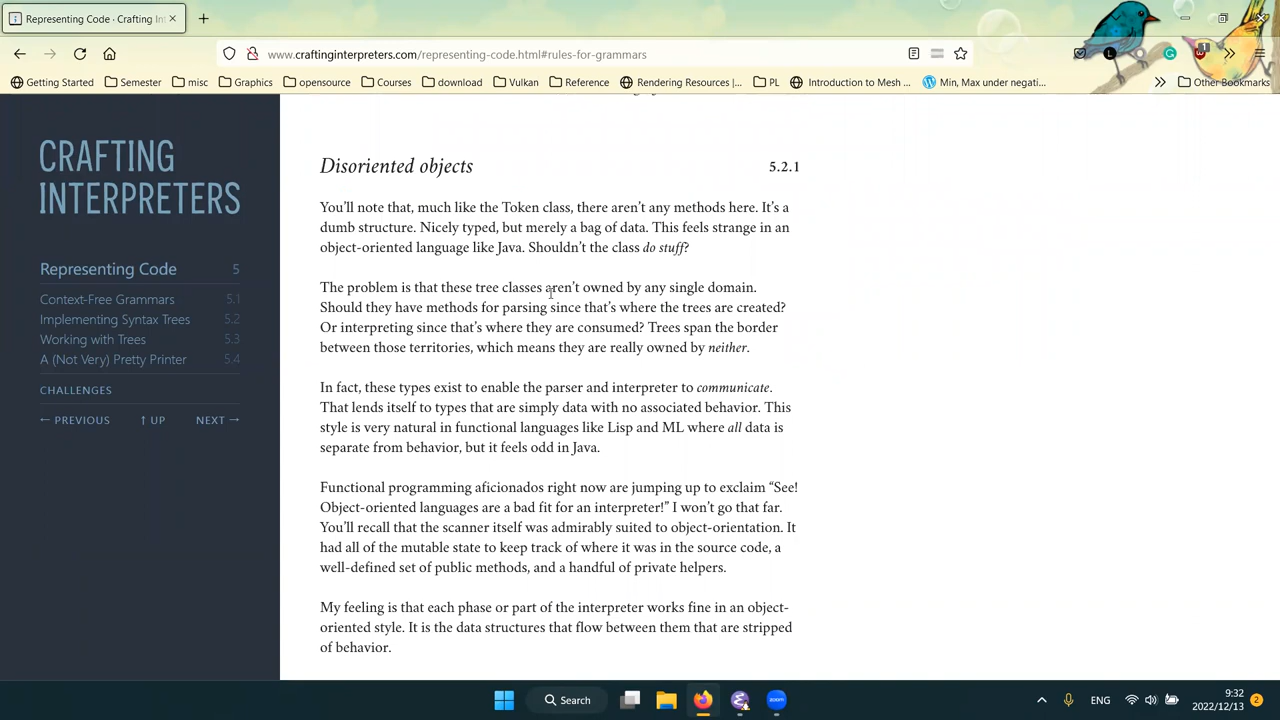 Representing Code · Crafting In
www.craftinginterpreters.com/representing-code.html#rules-for-grammars
Getting Started Semester misc Graphics opensource Courses download Vulkan Reference Rendering Resources |... PL Introduction to Mesh ... Min, Max under negati... Other Bookmarks
CRAFTING
INTERPRETERS
Representing Code 5
Context-Free Grammars 5.1
Implementing Syntax Trees 5.2
Working with Trees 5.3
A (Not Very) Pretty Printer 5.4
CHALLENGES
← PREVIOUS ↑ UP NEXT →
Disoriented objects 5.2.1
You’ll note that, much like the Token class, there aren’t any methods here. It’s a
dumb structure. Nicely typed, but merely a bag of data. This feels strange in an
object-oriented language like Java. Shouldn’t the class do stuff?
The problem is that these tree classes aren’t owned by any single domain.
Should they have methods for parsing since that’s where the trees are created?
Or interpreting since that’s where they are consumed? Trees span the border
between those territories, which means they are really owned by neither.
In fact, these types exist to enable the parser and interpreter to communicate.
That lends itself to types that are simply data with no associated behavior. This
style is very natural in functional languages like Lisp and ML where all data is
separate from behavior, but it feels odd in Java.
Functional programming aficionados right now are jumping up to exclaim “See!
Object-oriented languages are a bad fit for an interpreter!” I won’t go that far.
You’ll recall that the scanner itself was admirably suited to object-orientation. It
had all of the mutable state to keep track of where it was in the source code, a
well-defined set of public methods, and a handful of private helpers.
My feeling is that each phase or part of the interpreter works fine in an object-
oriented style. It is the data structures that flow between them that are stripped
of behavior.
Search
zoom
ENG
9:32
2022/12/13
2